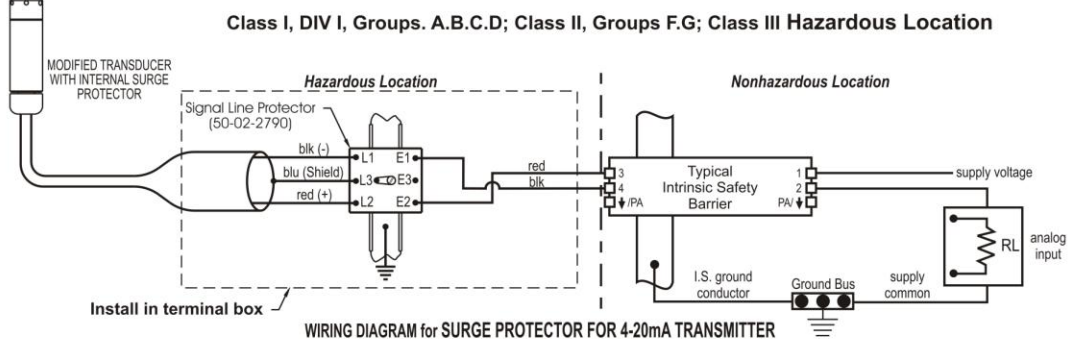 Class I, DIV I, Groups. A.B.C.D; Class II, Groups F.G; Class III Hazardous Location
MODIFIED TRANSDUCER
WITH INTERNAL SURGE
PROTECTOR
Hazardous Location
Nonhazardous Location
Signal Line Protector
(50-02-2790)
blk (-)
L1 E1
blu (Shield)
L3 E3
red (+)
L2 E2
red
blk
3
4
/PA
Typical
Intrinsic Safety
Barrier
1
2
PA/
supply voltage
RL
analog
input
I.S. ground
conductor
Ground Bus
supply
common
Install in terminal box
WIRING DIAGRAM for SURGE PROTECTOR FOR 4-20mA TRANSMITTER